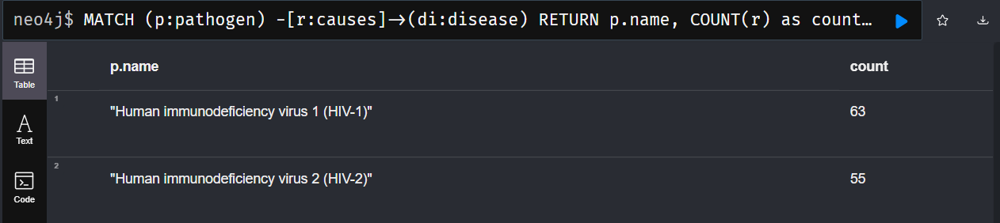 neo4j$ MATCH (p:pathogen) -[r:causes]->(di:disease) RETURN p.name, COUNT(r) as count…
Table
p.name count
1
"Human immunodeficiency virus 1 (HIV-1)" 63
Text
2
"Human immunodeficiency virus 2 (HIV-2)" 55
Code